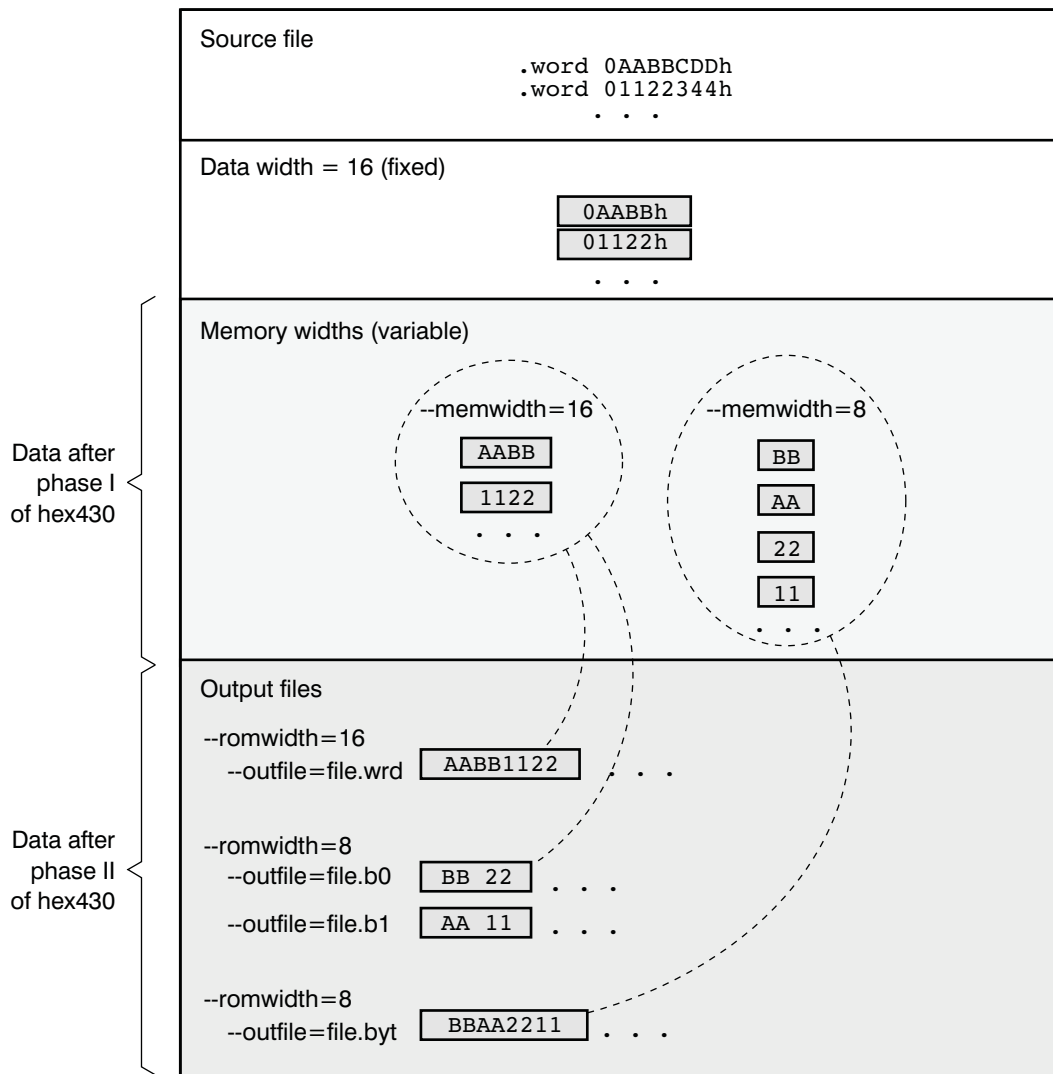 Source file
.word 0AABBCDDh
.word 01122344h
. . .
Data width = 16 (fixed)
0AABBh
01122h
. . .
Data after
phase I
of hex430
Memory widths (variable)
--memwidth=16
AABB
1122
. . .
--memwidth=8
BB
AA
22
11
. . .
Data after
phase II
of hex430
Output files
--romwidth=16
--outfile=file.wrd AABB1122 . . .
--romwidth=8
--outfile=file.b0 BB 22 . . .
--outfile=file.b1 AA 11 . . .
--romwidth=8
--outfile=file.byt BBAA2211 . . .